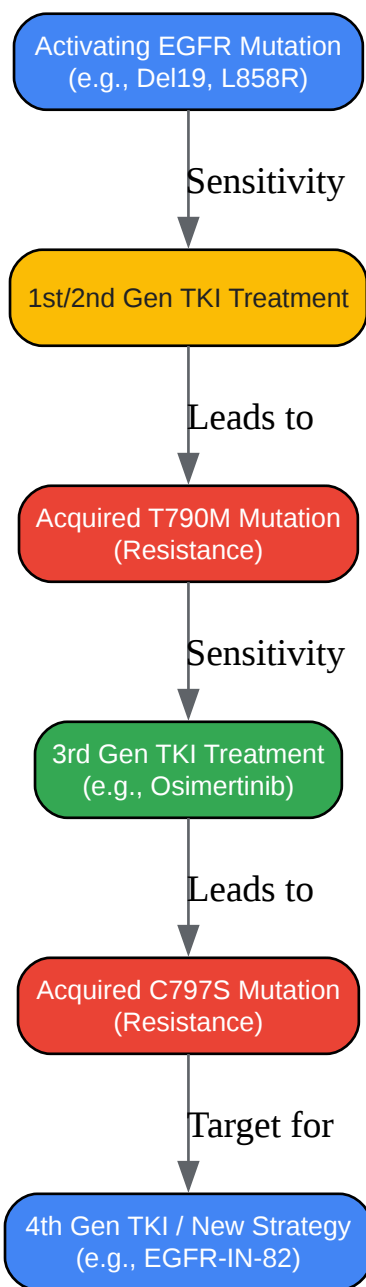 Activating EGFR Mutation
(e.g., Del19, L858R)
Sensitivity
1st/2nd Gen TKI Treatment
Leads to
Acquired T790M Mutation
(Resistance)
Sensitivity
3rd Gen TKI Treatment
(e.g., Osimertinib)
Leads to
Acquired C797S Mutation
(Resistance)
Target for
4th Gen TKI / New Strategy
(e.g., EGFR-IN-82)